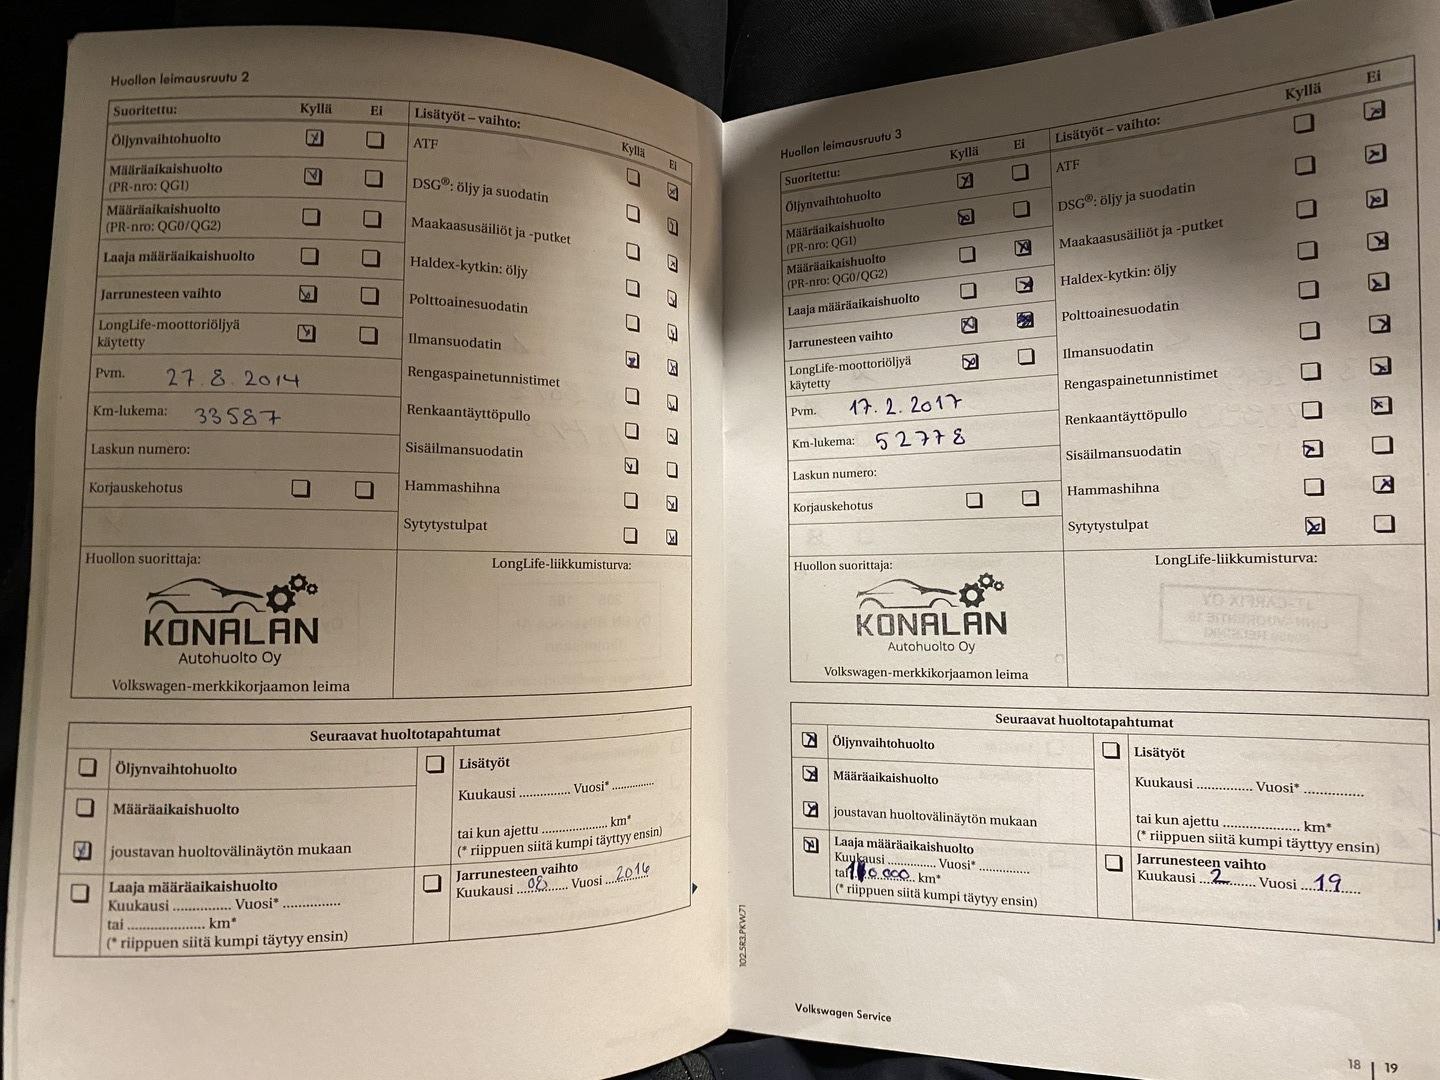 Huollon leimausruutu 2
Suoritettu: Kyllä Ei
Öljynvaihtohuolto
Määräaikaishuolto
(PR-nro: QGI)
Määräaikaishuolto
(PR-nro: QG0/QG2)
Laaja määräaikaishuolto
Jarrunesteen vaihto
LongLife-moottoriöljyä
käytetty
Pvm. 27.8.2014
Km-lukema: 33587
Laskun numero:
Korjauskehotus
Lisätyöt – vaihto:
Kyllä Ei
ATF
DSG®: öljy ja suodatin
Maakaasusäiliöt ja -putket
Haldex-kytkin: öljy
Polttoainesuodatin
Ilmansuodatin
Rengaspainetunnistimet
Renkaantäyttöpullo
Sisäilmansuodatin
Hammashihna
Sytytystulpat
Huollon suorittaja:
KONALAN
Autohuolto Oy
Volkswagen-merkkikorjaamon leima
LongLife-liikkumisturva:
Seuraavat huoltotapahtumat
Öljynvaihtohuolto
Määräaikaishuolto
joustavan huoltovälinäytön mukaan
Laaja määräaikaishuolto
Kuukausi ............... Vuosi* ...............
tai .................... km*
(* riippuen siitä kumpi täytyy ensin)
Lisätyöt
Kuukausi ............. Vuosi* ...........
tai kun ajettu ................. km*
(* riippuen siitä kumpi täyttyy ensin)
Jarrunesteen vaihto
Kuukausi 08 Vuosi 2016
Huollon leimausruutu 3
Suoritettu: Kyllä Ei
Öljynvaihtohuolto
Määräaikaishuolto
(PR-nro: QGI)
Määräaikaishuolto
(PR-nro: QG0/QG2)
Laaja määräaikaishuolto
Jarrunesteen vaihto
LongLife-moottoriöljyä
käytetty
Pvm. 17.2.2017
Km-lukema: 52778
Laskun numero:
Korjauskehotus
Lisätyöt – vaihto: Kyllä Ei
ATF
DSG®: öljy ja suodatin
Maakaasusäiliöt ja -putket
Haldex-kytkin: öljy
Polttoainesuodatin
Ilmansuodatin
Rengaspainetunnistimet
Renkaantäyttöpullo
Sisäilmansuodatin
Hammashihna
Sytytystulpat
Huollon suorittaja:
KONALAN
Autohuolto Oy
Volkswagen-merkkikorjaamon leima
LongLife-liikkumisturva:
Seuraavat huoltotapahtumat
Öljynvaihtohuolto
Määräaikaishuolto
joustavan huoltovälinäytön mukaan
Laaja määräaikaishuolto
Kuukausi ............. Vuosi* .............
tai km*
(* riippuen siitä kumpi täytyy ensin)
Lisätyöt
Kuukausi .............. Vuosi* ...............
tai kun ajettu .................... km*
(* riippuen siitä kumpi täyttyy ensin)
Jarrunesteen vaihto
Kuukausi 2 Vuosi 19
102.5R3.PKW.71
Volkswagen Service
18 | 19